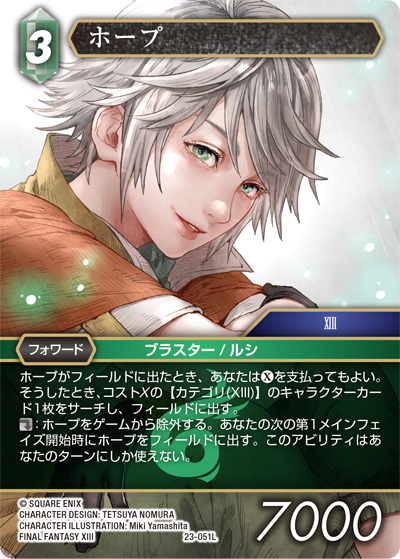 3
ホープ
XIII
フォワード
ブラスター / ルシ
ホープがフィールドに出たとき、あなたはXを支払ってもよい。
そうしたとき、コストXの【カテゴリ(XIII)】のキャラクターカー
ド1枚をサーチし、フィールドに出す。
:ホープをゲームから除外する。あなたの次の第1メインフェ
イズ開始時にホープをフィールドに出す。このアビリティはあ
なたのターンにしか使えない。
© SQUARE ENIX
CHARACTER DESIGN: TETSUYA NOMURA
CHARACTER ILLUSTRATION: Miki Yamashita
FINAL FANTASY XIII
23-051L
7000